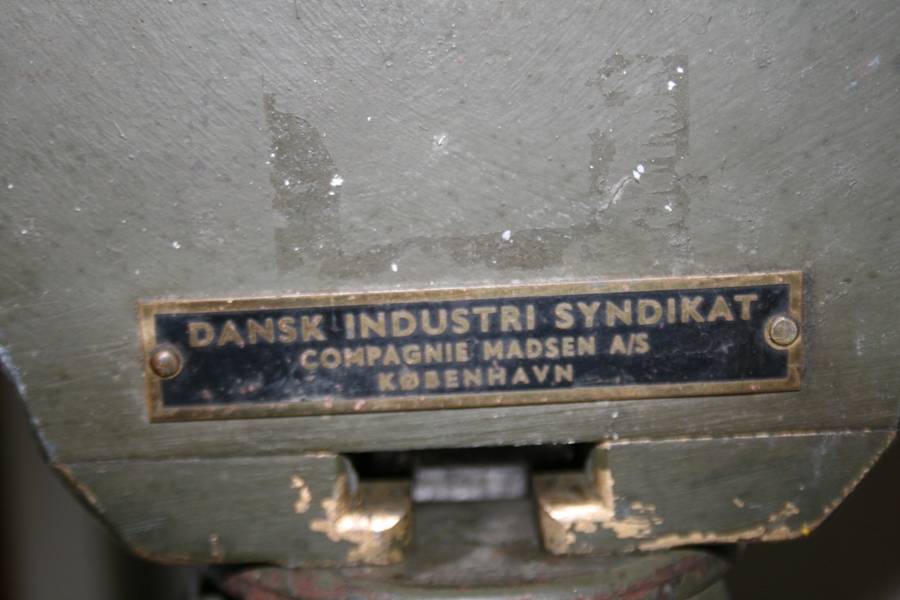 DANSK INDUSTRI SYNDIKAT
COMPAGNIE MADSEN A/S
KØBENHAVN